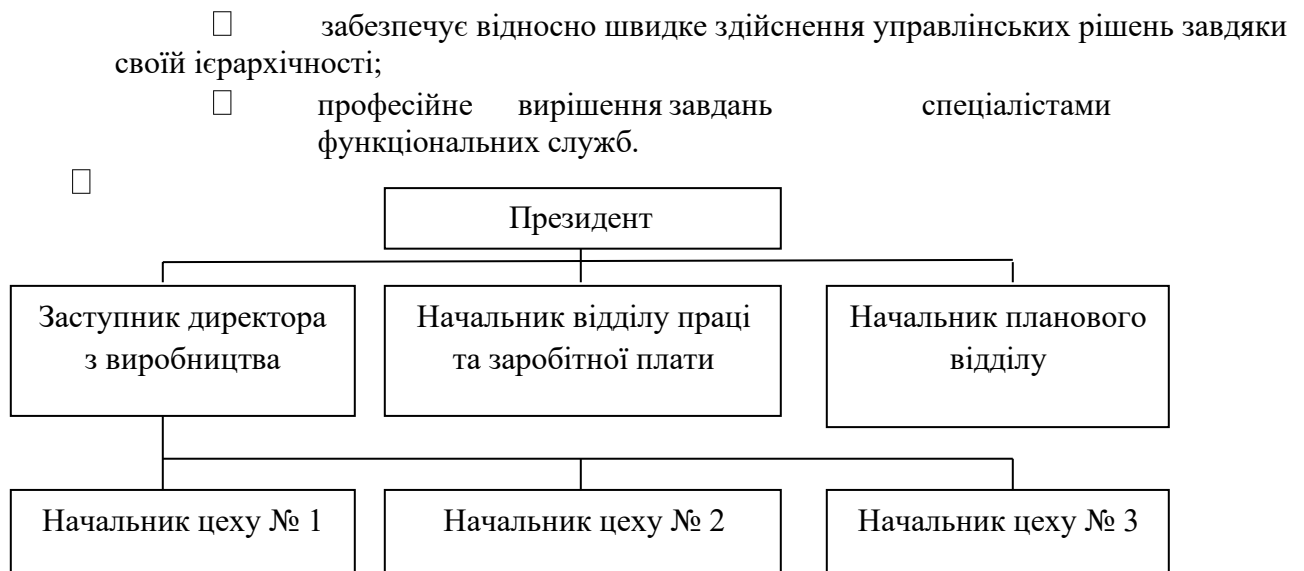 забезпечує відносно швидке здійснення управлінських рішень завдяки
своїй ієрархічності;
професійне вирішення завдань спеціалістами
функціональних служб.
Президент
Заступник директора
з виробництва
Начальник відділу праці
та заробітної плати
Начальник планового
відділу
Начальник цеху № 1
Начальник цеху № 2
Начальник цеху № 3